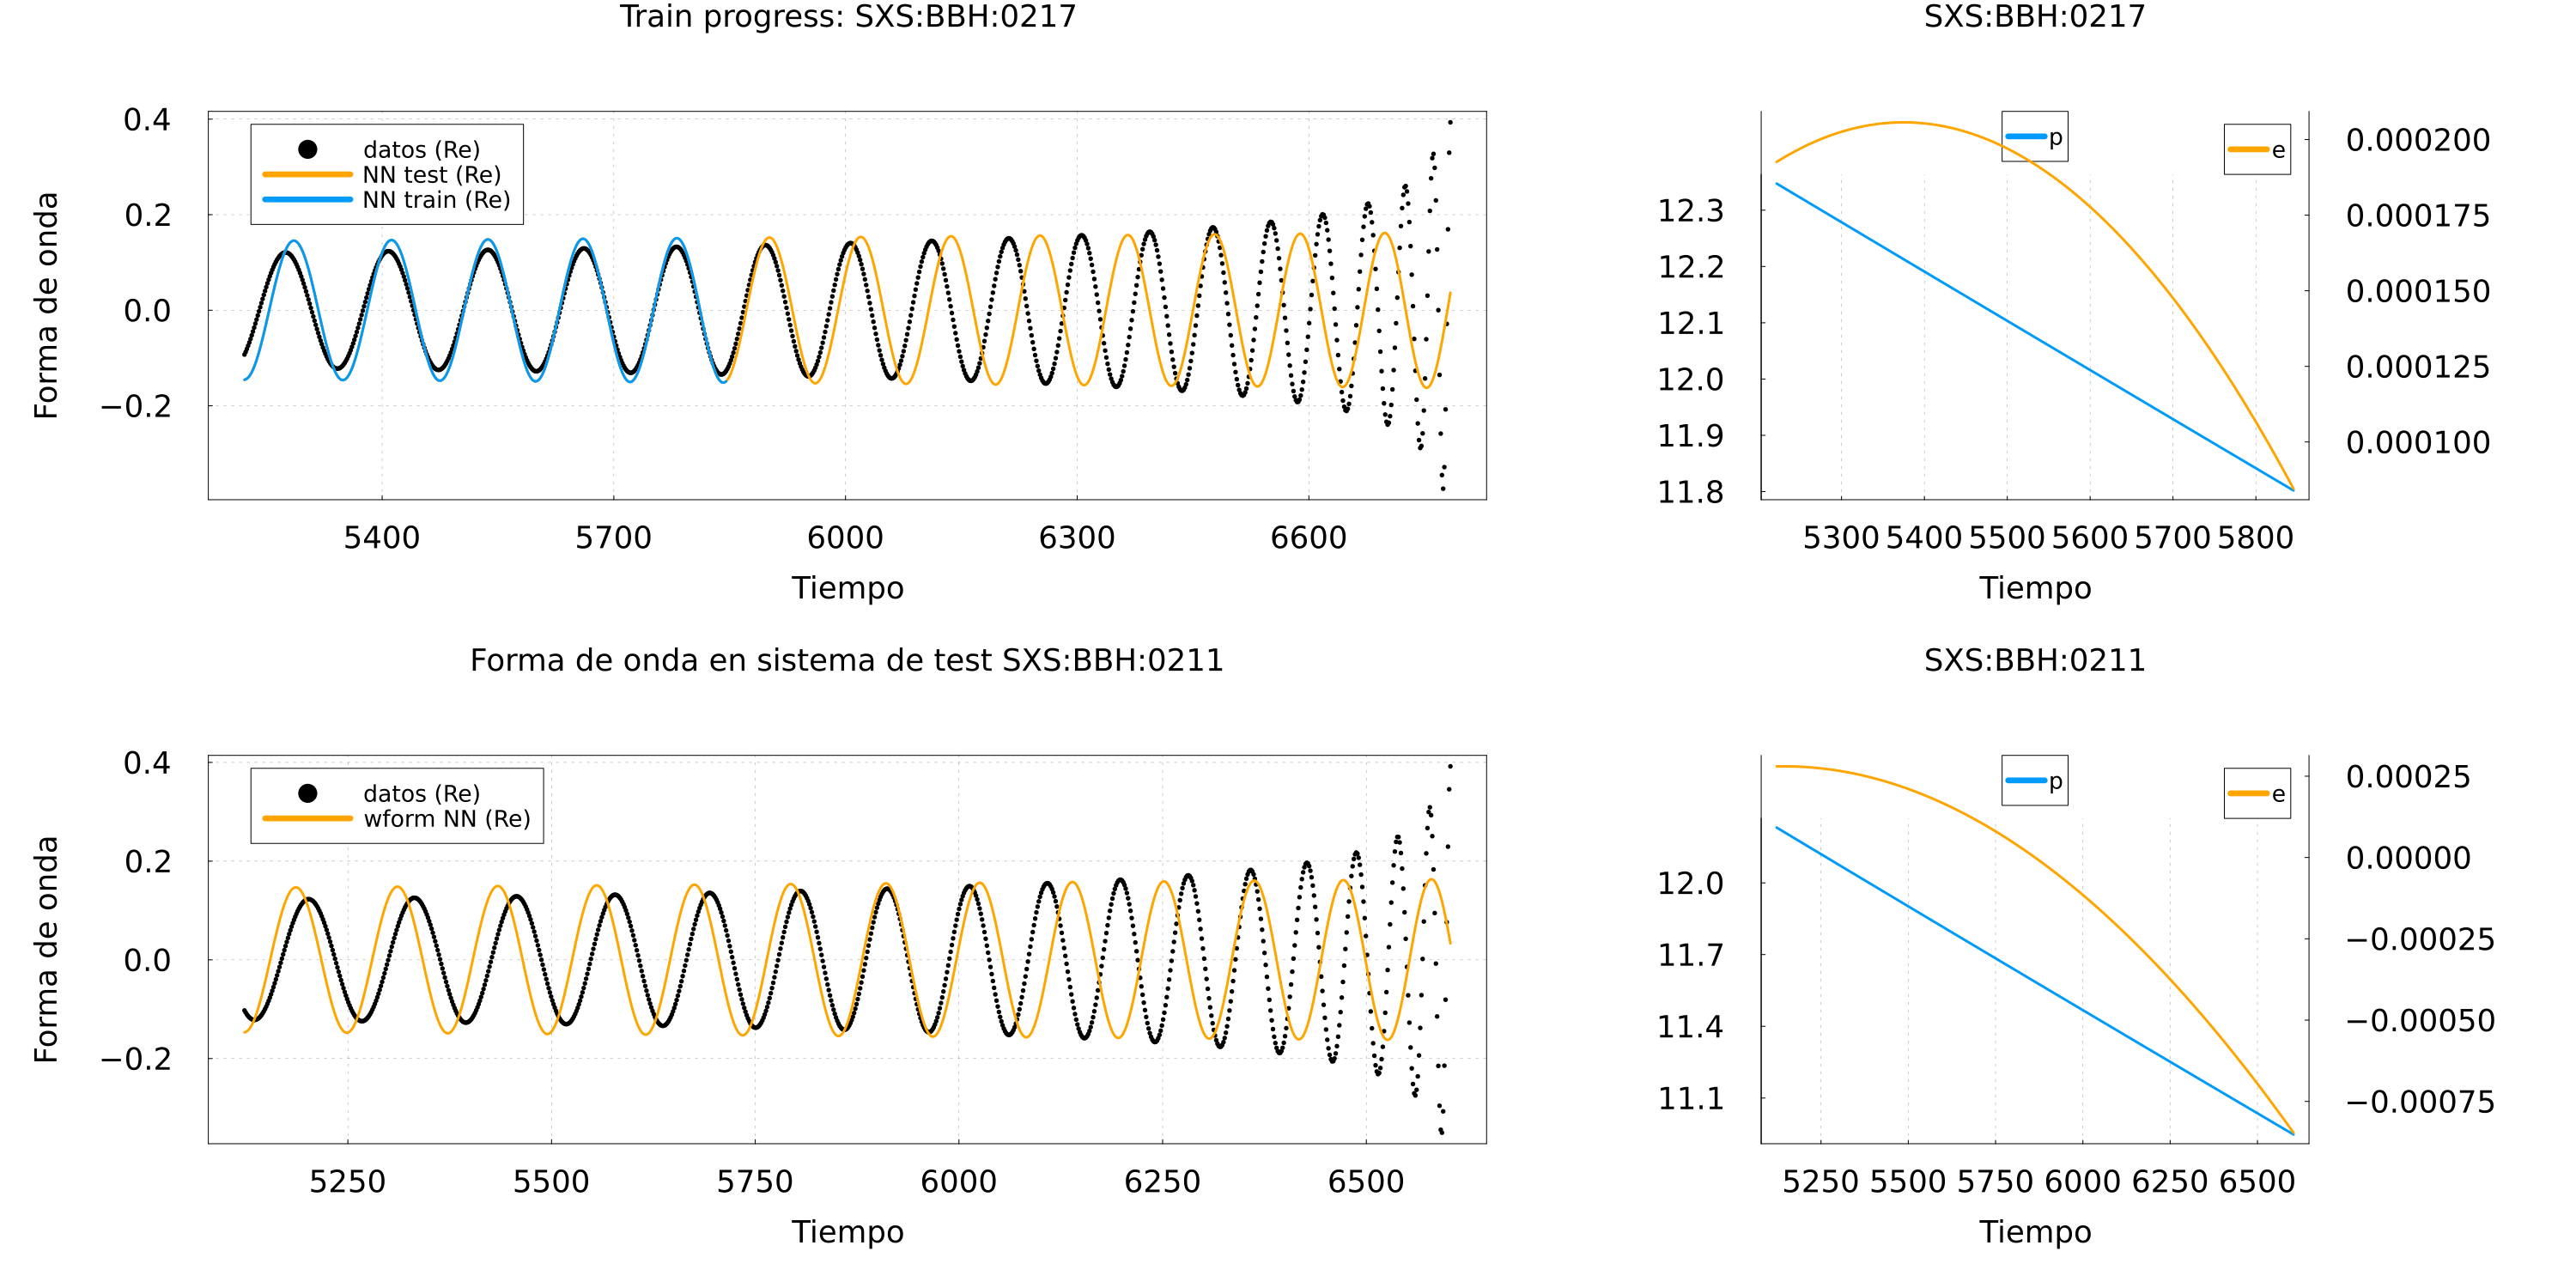 Train progress: SXS:BBH:0217
datos (Re)
NN test (Re)
NN train (Re)
0.4
0.2
0.0
−0.2
Forma de onda
5400 5700 6000 6300 6600
Tiempo
SXS:BBH:0217
p
e
12.3
12.2
12.1
12.0
11.9
11.8
0.000200
0.000175
0.000150
0.000125
0.000100
5300 5400 5500 5600 5700 5800
Tiempo
Forma de onda en sistema de test SXS:BBH:0211
datos (Re)
wform NN (Re)
0.4
0.2
0.0
−0.2
Forma de onda
5250 5500 5750 6000 6250 6500
Tiempo
SXS:BBH:0211
p
e
12.0
11.7
11.4
11.1
0.00025
0.00000
−0.00025
−0.00050
−0.00075
5250 5500 5750 6000 6250 6500
Tiempo